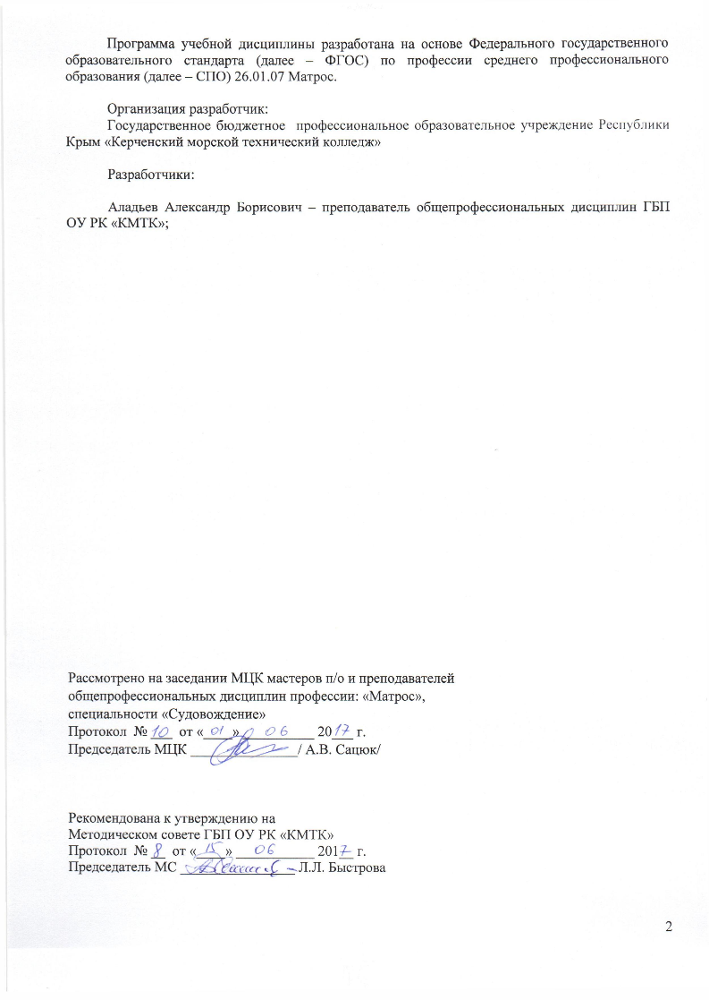 Программа учебной дисциплины разработана на основе Федерального государственного
образовательного стандарта (далее – ФГОС) по профессии среднего профессионального
образования (далее – СПО) 26.01.07 Матрос.
Организация разработчик:
Государственное бюджетное профессиональное образовательное учреждение Республики
Крым «Керченский морской технический колледж»
Разработчики:
Аладьев Александр Борисович – преподаватель общепрофессиональных дисциплин ГБП
ОУ РК «КМТК»;
Рассмотрено на заседании МЦК мастеров п/о и преподавателей
общепрофессиональных дисциплин профессии: «Матрос»,
специальности «Судовождение»
Протокол № 10 от «01» 06 2017 г.
Председатель МЦК / А.В. Сацюк/
Рекомендована к утверждению на
Методическом совете ГБП ОУ РК «КМТК»
Протокол № 8 от «15» 06 2017 г.
Председатель МС Л.Л. Быстрова
2